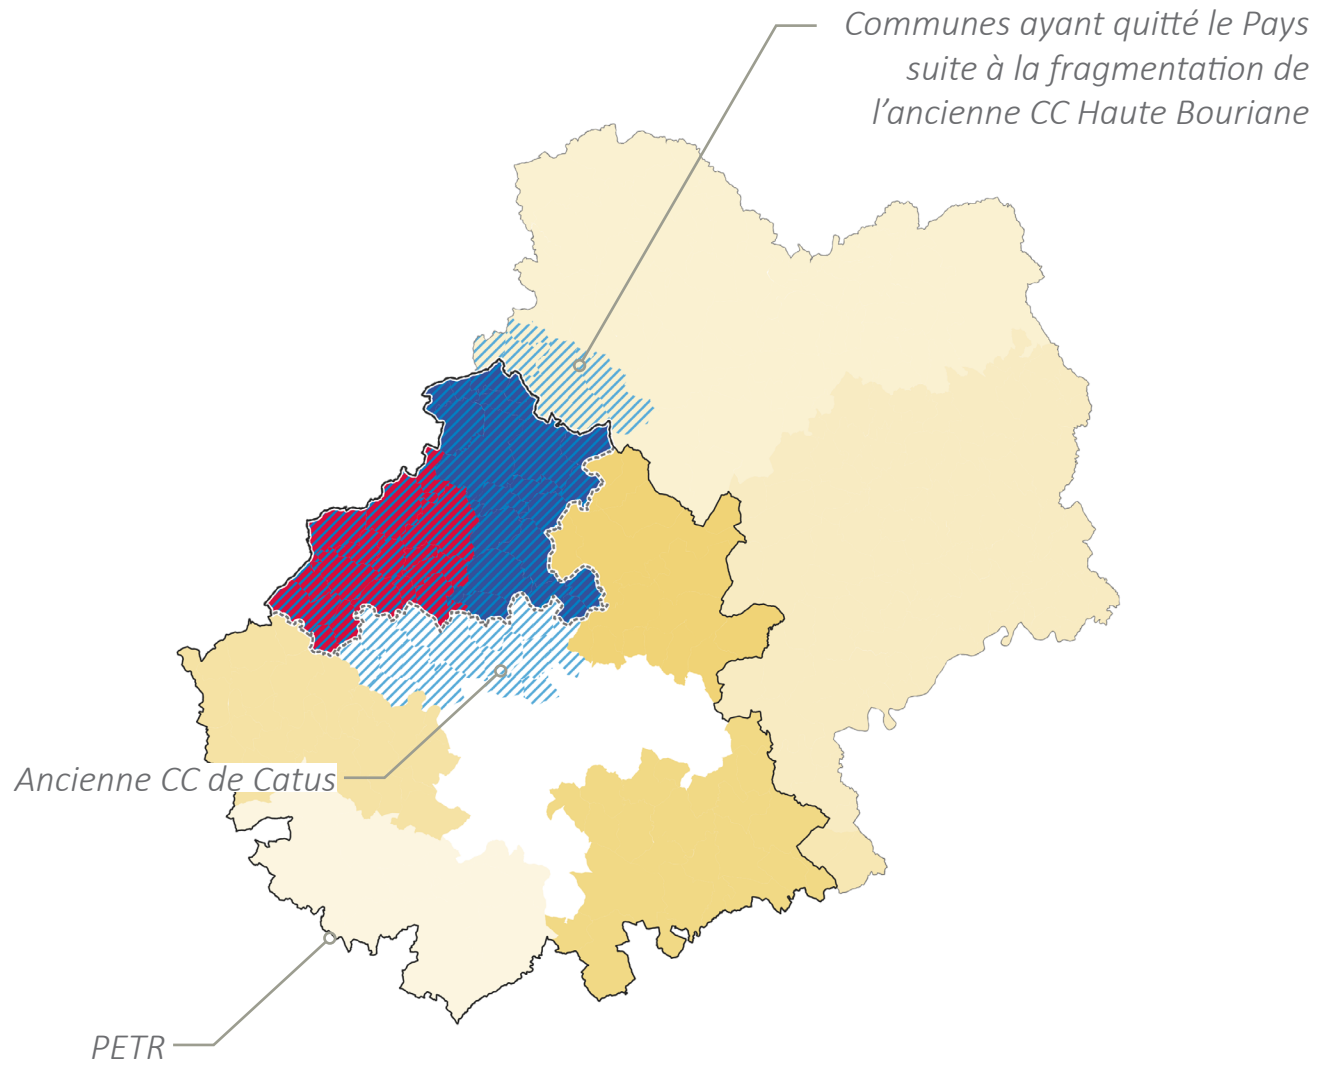 Communes ayant quitté le Pays
suite à la fragmentation de
l’ancienne CC Haute Bouriane
Ancienne CC de Catus
PETR